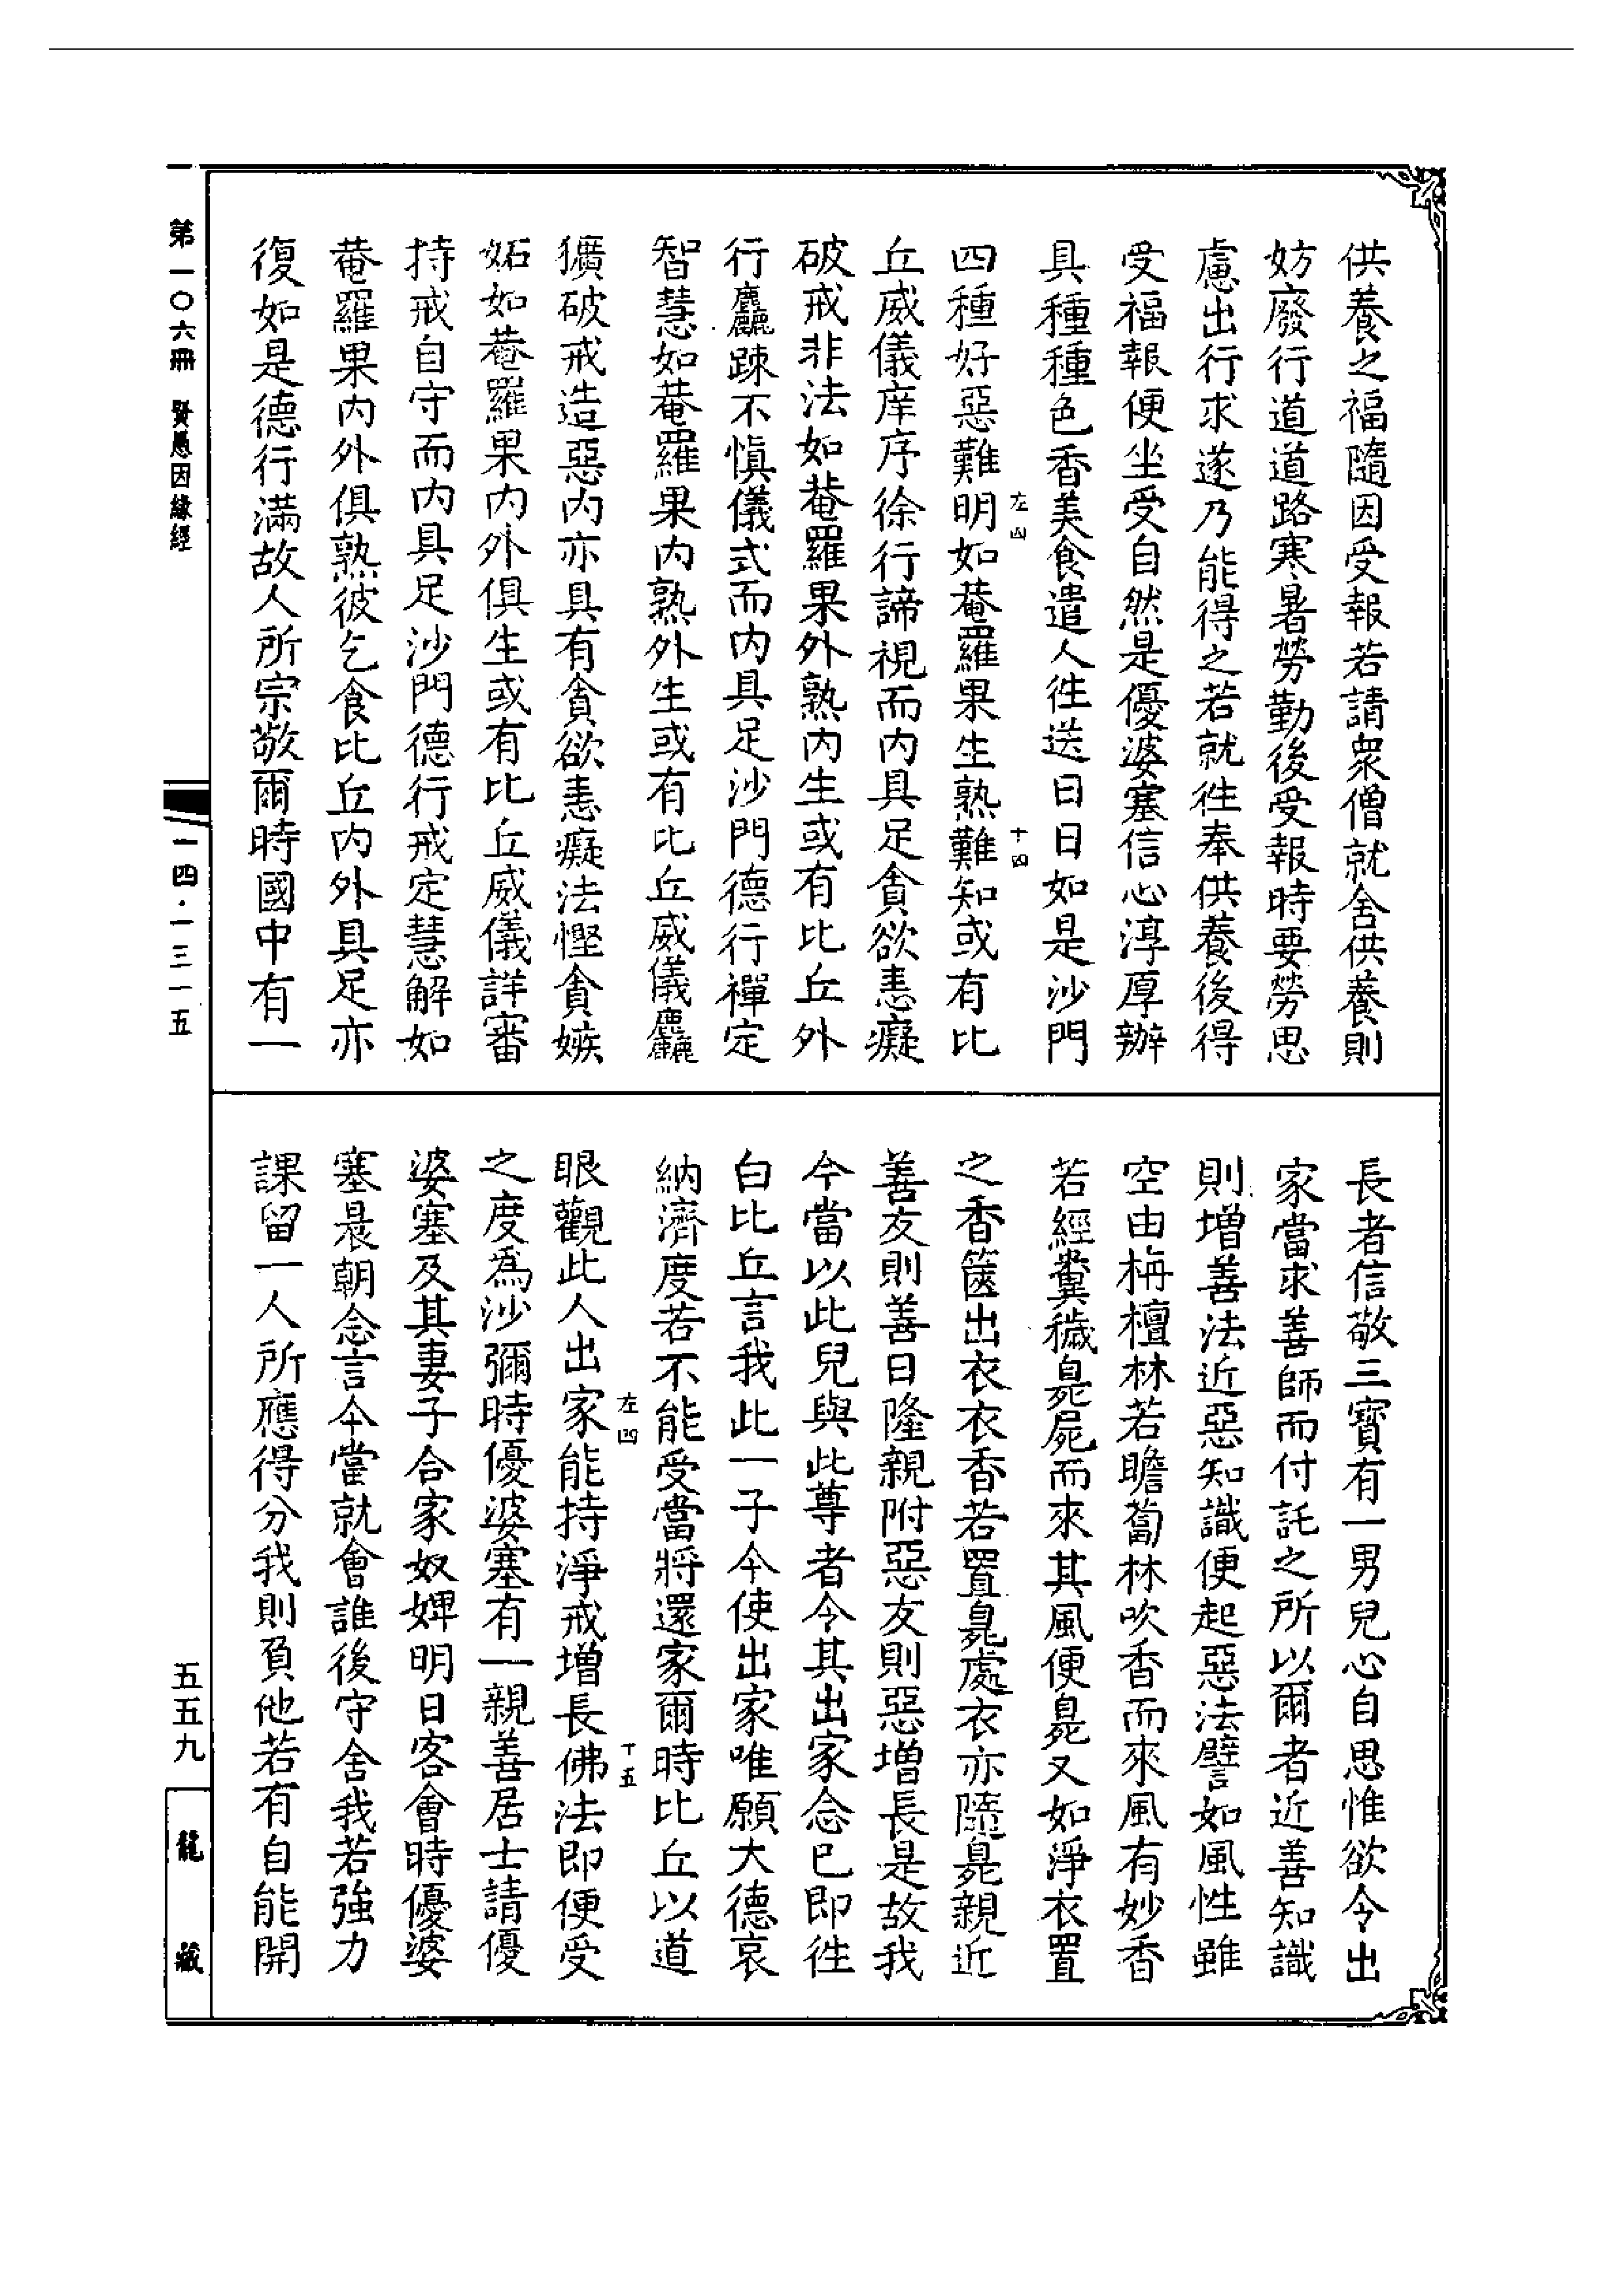 供養之福隨因受報若請衆僧就舍供養則
妨廢行道道路寒暑勞勤後受報時要勞思
慮出行求遂乃能得之若就往奉供養後得
受福報便坐受自然是優婆塞信心淳厚辦
具種種色香美食遣人往送日日如是沙門
左四
十四
四種好惡難明如菴羅果生熟難知或有比
丘威儀庠序徐行諦視而內具足貪欲恚癡
破戒非法如菴羅果外熟內生或有比丘外
行麤踈不愼儀式而內具足沙門德行禪定
智慧如菴羅果內熟外生或有比丘威儀麤
獷破戒造惡內亦具有貪欲恚癡法慳貪嫉
妬如菴羅果內外俱生或有比丘威儀詳審
持戒自守而內具足沙門德行戒定慧解如
菴羅果內外俱熟彼乞食比丘內外具足亦
復如是德行滿故人所宗敬爾時國中有一
長者信敬三寶有一男兒心自思惟欲令出
家當求善師而付託之所以爾者近善知識
則增善法近惡知識便起惡法譬如風性雖
空由栴檀林若瞻蔔林吹香而來風有妙香
若經糞穢臰屍而來其風便臰又如淨衣置
之香篋出衣衣香若置臰處衣亦隨臰親近
善友則善日隆親附惡友則惡增長是故我
今當以此兒與此尊者令其出家念已即往
白比丘言我此一子今使出家唯願大德哀
納濟度若不能受當將還家爾時比丘以道
左四
十五
眼觀此人出家能持淨戒增長佛法即便受
之度爲沙彌時優婆塞有一親善居士請優
婆塞及其妻子合家奴婢明日客會時優婆
塞晨朝念言今當就會誰後守舍我若強力
課留一人所應得分我則負他若有自能開
第一〇六冊 賢愚因緣經
一四·一三一五
五五九
龍藏